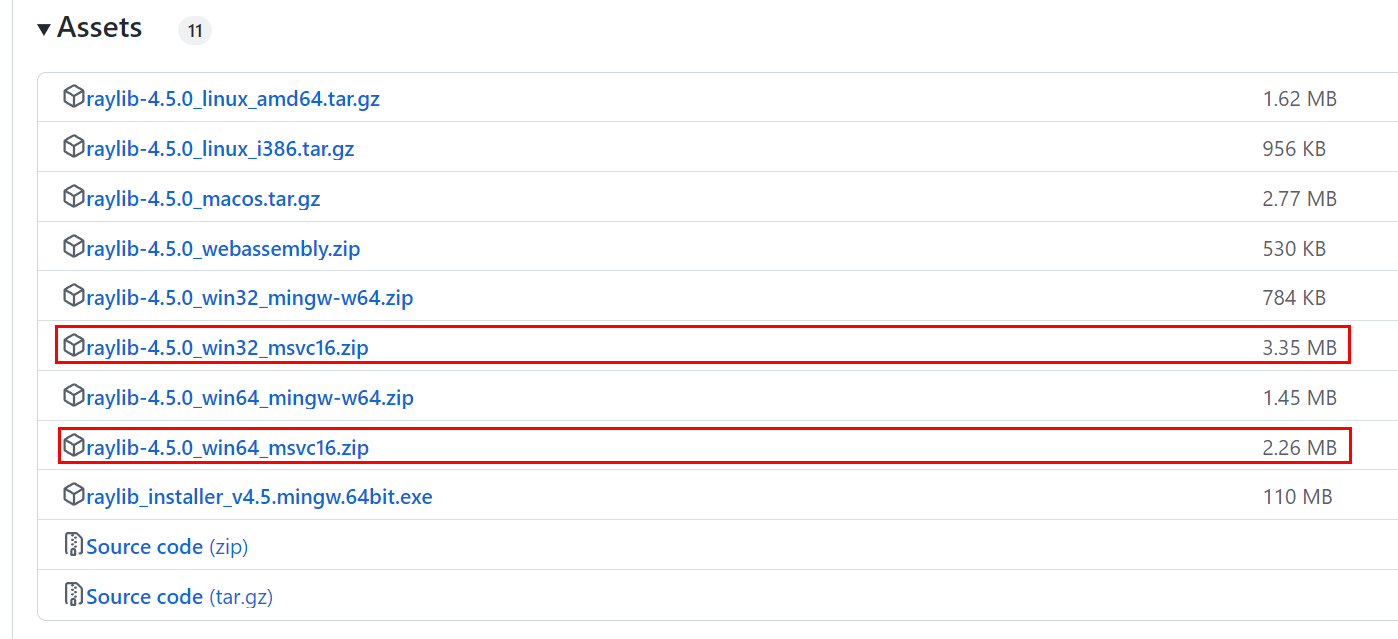 Assets 11
raylib-4.5.0_linux_amd64.tar.gz 1.62 MB
raylib-4.5.0_linux_i386.tar.gz 956 KB
raylib-4.5.0_macos.tar.gz 2.77 MB
raylib-4.5.0_webassembly.zip 530 KB
raylib-4.5.0_win32_mingw-w64.zip 784 KB
raylib-4.5.0_win32_msvc16.zip 3.35 MB
raylib-4.5.0_win64_mingw-w64.zip 1.45 MB
raylib-4.5.0_win64_msvc16.zip 2.26 MB
raylib_installer_v4.5.mingw.64bit.exe 110 MB
Source code (zip)
Source code (tar.gz)